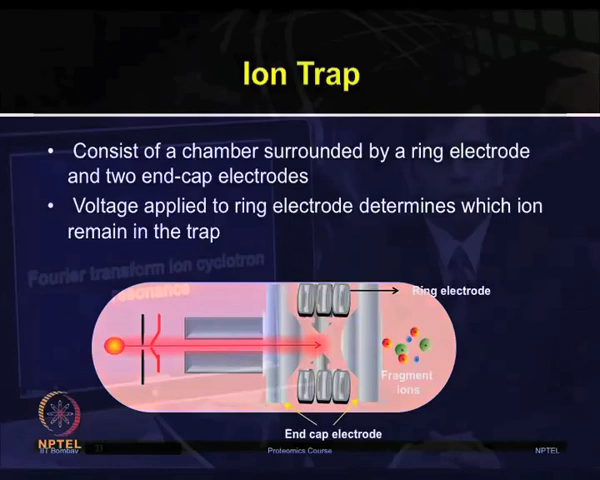 Ion Trap
• Consist of a chamber surrounded by a ring electrode
and two end-cap electrodes
• Voltage applied to ring electrode determines which ion
remain in the trap
Fourier transform ion cyclotron
resonance
Ring electrode
Fragment
ions
End cap electrode
NPTEL
IIT Bombay
Proteomics Course
NPTEL